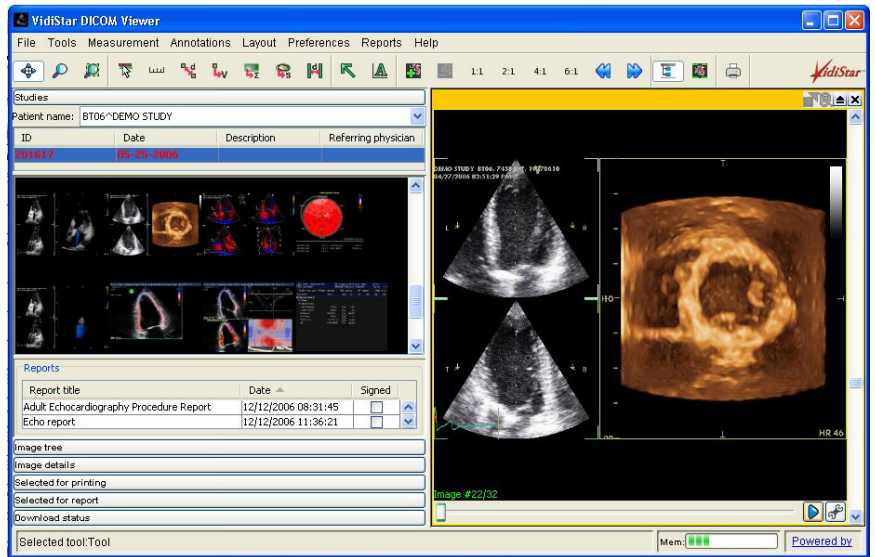 VidiStar DICOM Viewer
File Tools Measurement Annotations Layout Preferences Reports Help
1:1 2:1 4:1 6:1 VidiStar
Studies
Patient name: BT06^DEMO STUDY
ID Date Description Referring physician
201617 05-25-2006
Reports
Report title Date Signed
Adult Echocardiography Procedure Report 12/12/2006 08:31:45
Echo report 12/12/2006 11:36:21
Image tree
Image details
Selected for printing
Selected for report
Download status
DEMO STUDY BT06,
04/27/2006 02:51:29
L R
T B
HR 46
Image #22/32
Selected tool:Tool
Mem:
Powered by